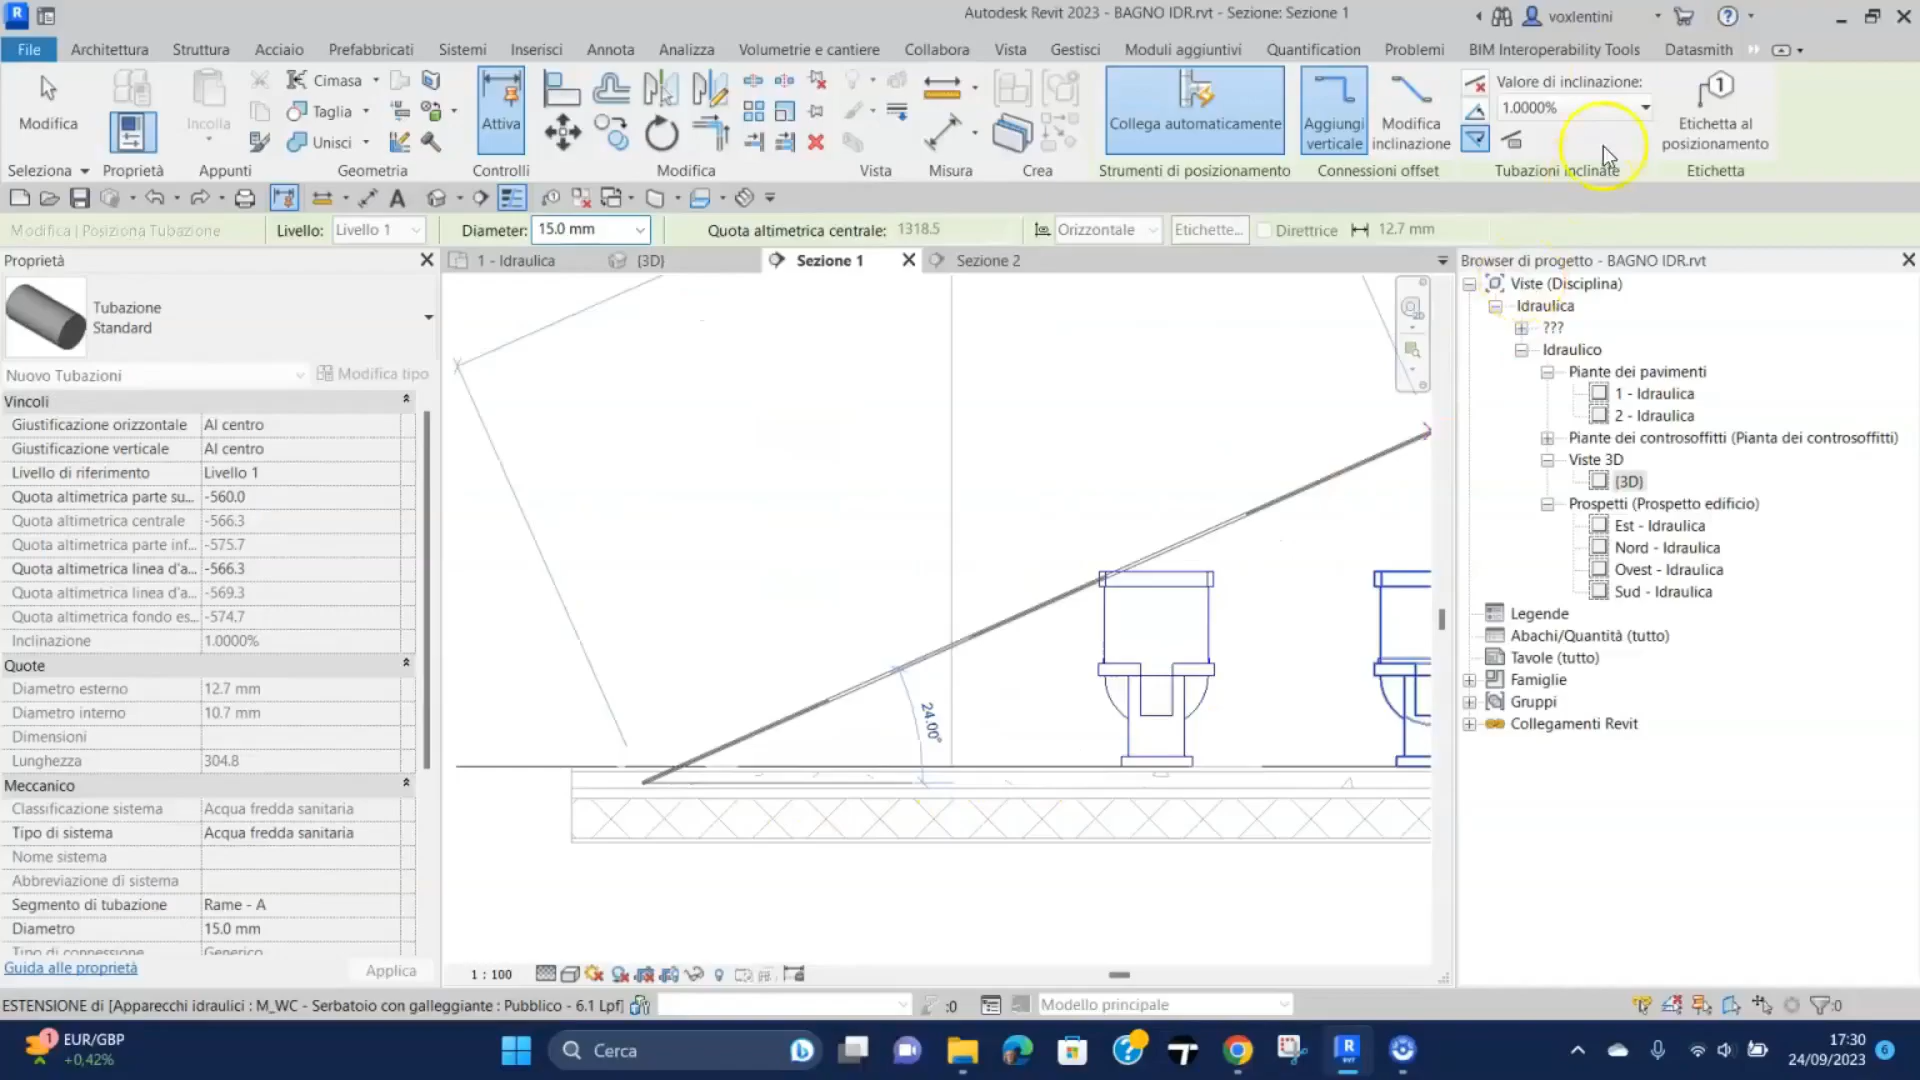 Autodesk Revit 2023 - BAGNO IDR.rvt - Sezione: Sezione 1
voxlentini
File Architettura Struttura Acciaio Prefabbricati Sistemi Inserisci Annota Analizza Volumetrie e cantiere Collabora Vista Gestisci Moduli aggiuntivi Quantification Problemi BIM Interoperability Tools Datasmith
Modifica
Incolla
Cimasa
Taglia
Unisci
Attiva
Collega automaticamente
Aggiungi verticale
Modifica inclinazione
Valore di inclinazione:
1.0000%
Etichetta al posizionamento
Seleziona Proprietà Appunti Geometria Controlli Modifica Vista Misura Crea Strumenti di posizionamento Connessioni offset Tubazioni inclinate Etichetta
Modifica | Posiziona Tubazione Livello: Livello 1 Diameter: 15.0 mm Quota altimetrica centrale: 1318.5 Orizzontale Etichette... Direttrice 12.7 mm
Proprietà
1 - Idraulica {3D} Sezione 1 Sezione 2
Tubazione
Standard
Nuovo Tubazioni Modifica tipo
Vincoli
Giustificazione orizzontale Al centro
Giustificazione verticale Al centro
Livello di riferimento Livello 1
Quota altimetrica parte su... -560.0
Quota altimetrica centrale -566.3
Quota altimetrica parte inf... -575.7
Quota altimetrica linea d'a... -566.3
Quota altimetrica linea d'a... -569.3
Quota altimetrica fondo es... -574.7
Inclinazione 1.0000%
Quote
Diametro esterno 12.7 mm
Diametro interno 10.7 mm
Dimensioni
Lunghezza 304.8
Meccanico
Classificazione sistema Acqua fredda sanitaria
Tipo di sistema Acqua fredda sanitaria
Nome sistema
Abbreviazione di sistema
Segmento di tubazione Rame - A
Diametro 15.0 mm
Tipo di connessione Generico
Guida alle proprietà Applica
24.00°
1 : 100
Browser di progetto - BAGNO IDR.rvt
Viste (Disciplina)
Idraulica
???
Idraulico
Piante dei pavimenti
1 - Idraulica
2 - Idraulica
Piante dei controsoffitti (Pianta dei controsoffitti)
Viste 3D
{3D}
Prospetti (Prospetto edificio)
Est - Idraulica
Nord - Idraulica
Ovest - Idraulica
Sud - Idraulica
Legende
Abachi/Quantità (tutto)
Tavole (tutto)
Famiglie
Gruppi
Collegamenti Revit
ESTENSIONE di [Apparecchi idraulici : M_WC - Serbatoio con galleggiante : Pubblico - 6.1 Lpf] :0 Modello principale :0
EUR/GBP
+0,42%
Cerca
17:30
24/09/2023
6